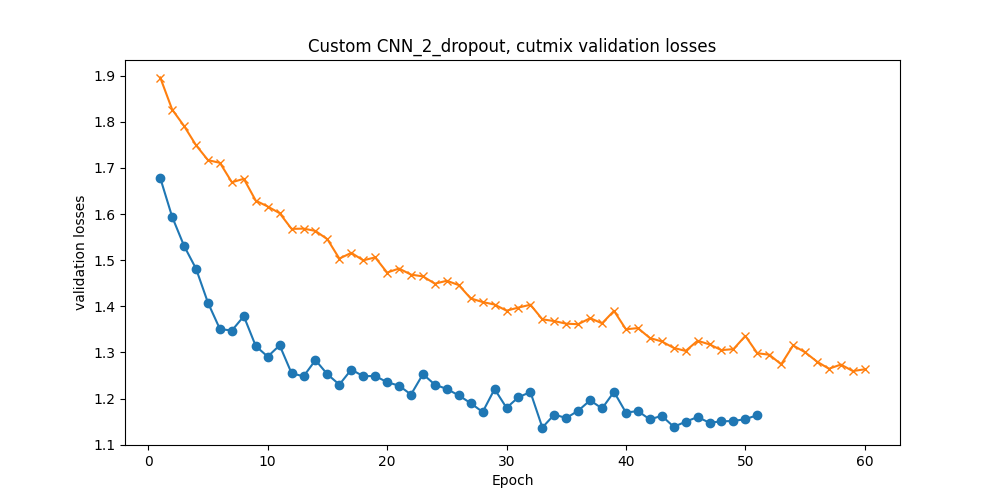 Custom CNN_2_dropout, cutmix validation losses
validation losses
1.9
1.8
1.7
1.6
1.5
1.4
1.3
1.2
1.1
0 10 20 30 40 50 60
Epoch